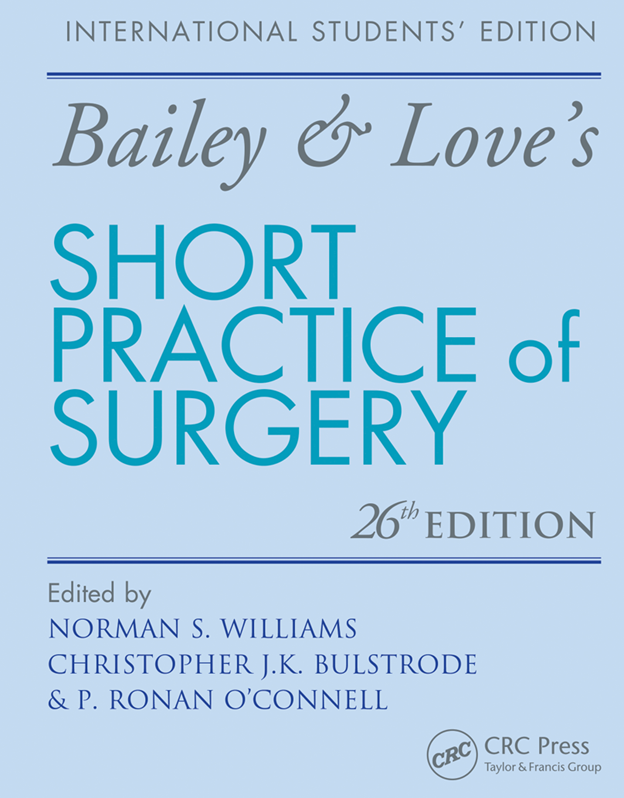 INTERNATIONAL STUDENTS’ EDITION
Bailey & Love’s
SHORT
PRACTICE of
SURGERY
26th EDITION
Edited by
NORMAN S. WILLIAMS
CHRISTOPHER J.K. BULSTRODE
& P. RONAN O’CONNELL
CRC CRC Press
Taylor & Francis Group